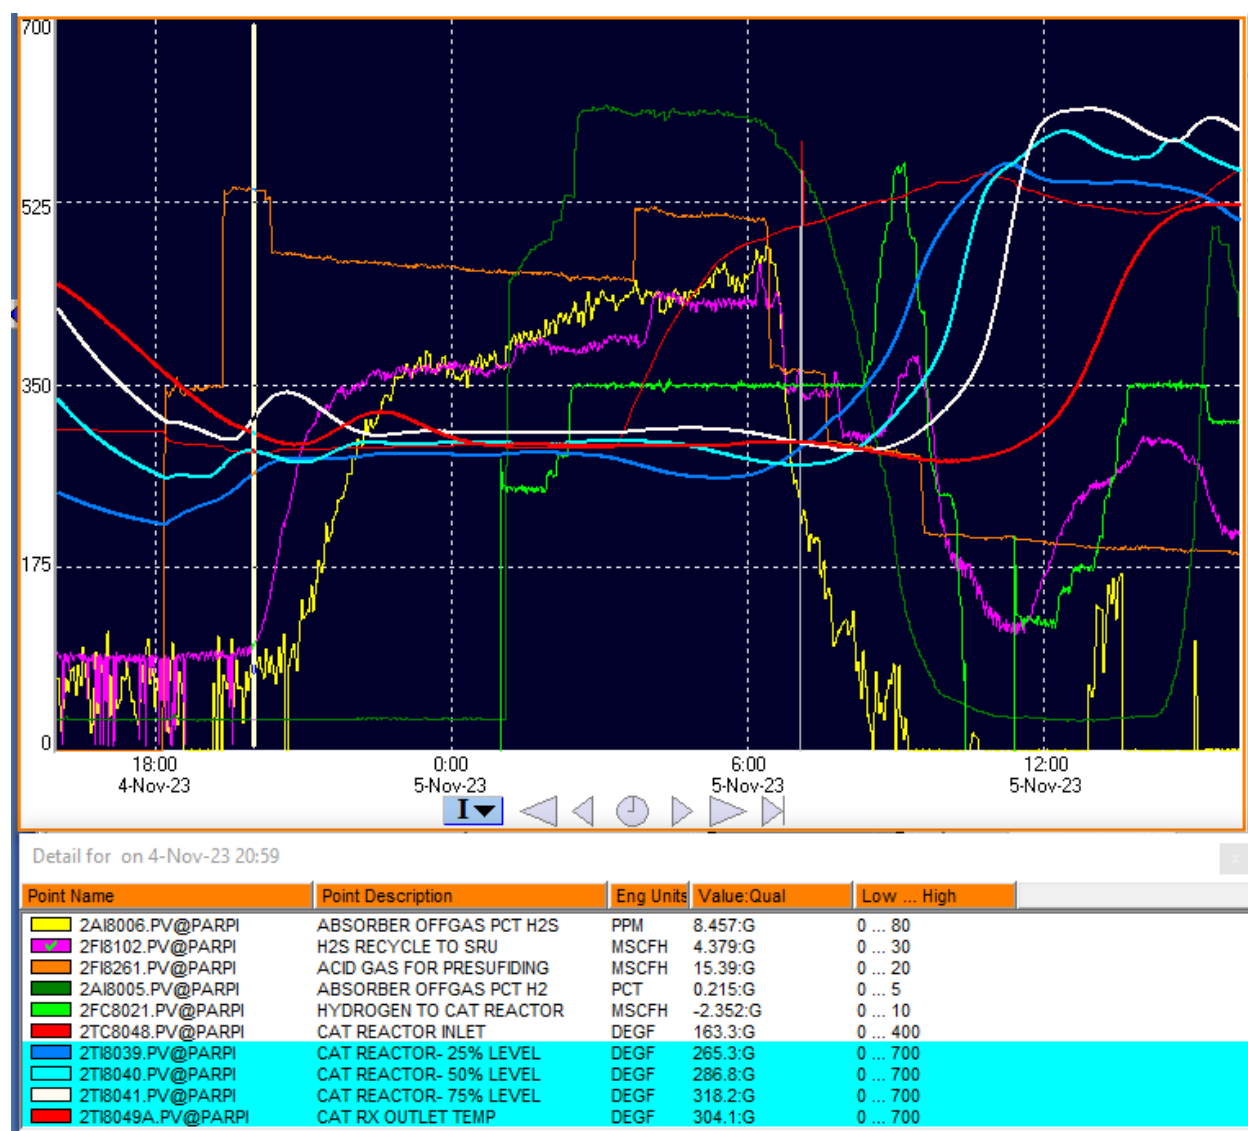 700
525
350
175
0
18:00 0:00 6:00 12:00
4-Nov-23 5-Nov-23 5-Nov-23 5-Nov-23
I
Detail for on 4-Nov-23 20:59 x
Point Name Point Description Eng Units Value:Qual Low ... High
2AI8006.PV@PARPI ABSORBER OFFGAS PCT H2S PPM 8.457:G 0 ... 80
2FI8102.PV@PARPI H2S RECYCLE TO SRU MSCFH 4.379:G 0 ... 30
2FI8261.PV@PARPI ACID GAS FOR PRESUFIDING MSCFH 15.39:G 0 ... 20
2AI8005.PV@PARPI ABSORBER OFFGAS PCT H2 PCT 0.215:G 0 ... 5
2FC8021.PV@PARPI HYDROGEN TO CAT REACTOR MSCFH -2.352:G 0 ... 10
2TC8048.PV@PARPI CAT REACTOR INLET DEGF 163.3:G 0 ... 400
2TI8039.PV@PARPI CAT REACTOR- 25% LEVEL DEGF 265.3:G 0 ... 700
2TI8040.PV@PARPI CAT REACTOR- 50% LEVEL DEGF 286.8:G 0 ... 700
2TI8041.PV@PARPI CAT REACTOR- 75% LEVEL DEGF 318.2:G 0 ... 700
2TI8049A.PV@PARPI CAT RX OUTLET TEMP DEGF 304.1:G 0 ... 700